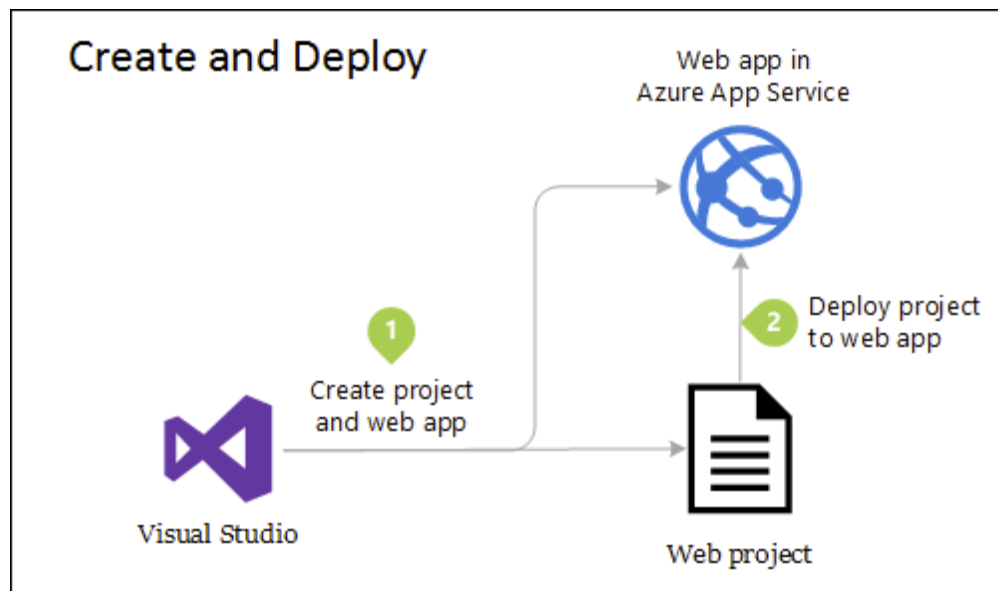 Create and Deploy
Web app in
Azure App Service
1
Create project
and web app
2
Deploy project
to web app
Visual Studio
Web project